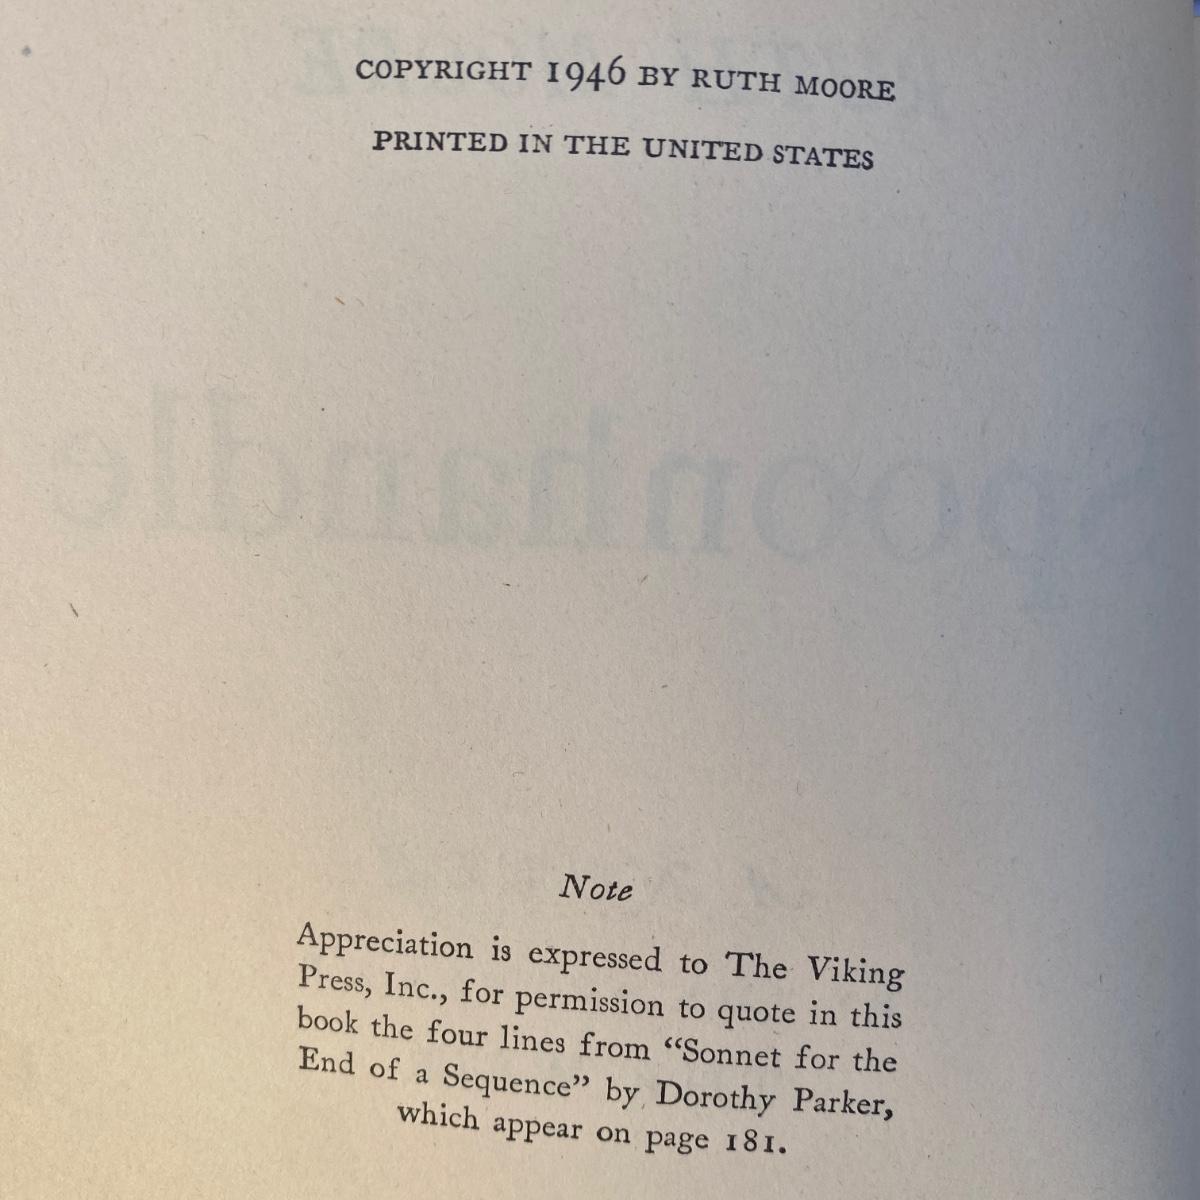 COPYRIGHT 1946 BY RUTH MOORE
PRINTED IN THE UNITED STATES
Spoonhandle
Note
Appreciation is expressed to The Viking
Press, Inc., for permission to quote in this
book the four lines from “Sonnet for the
End of a Sequence” by Dorothy Parker,
which appear on page 181.